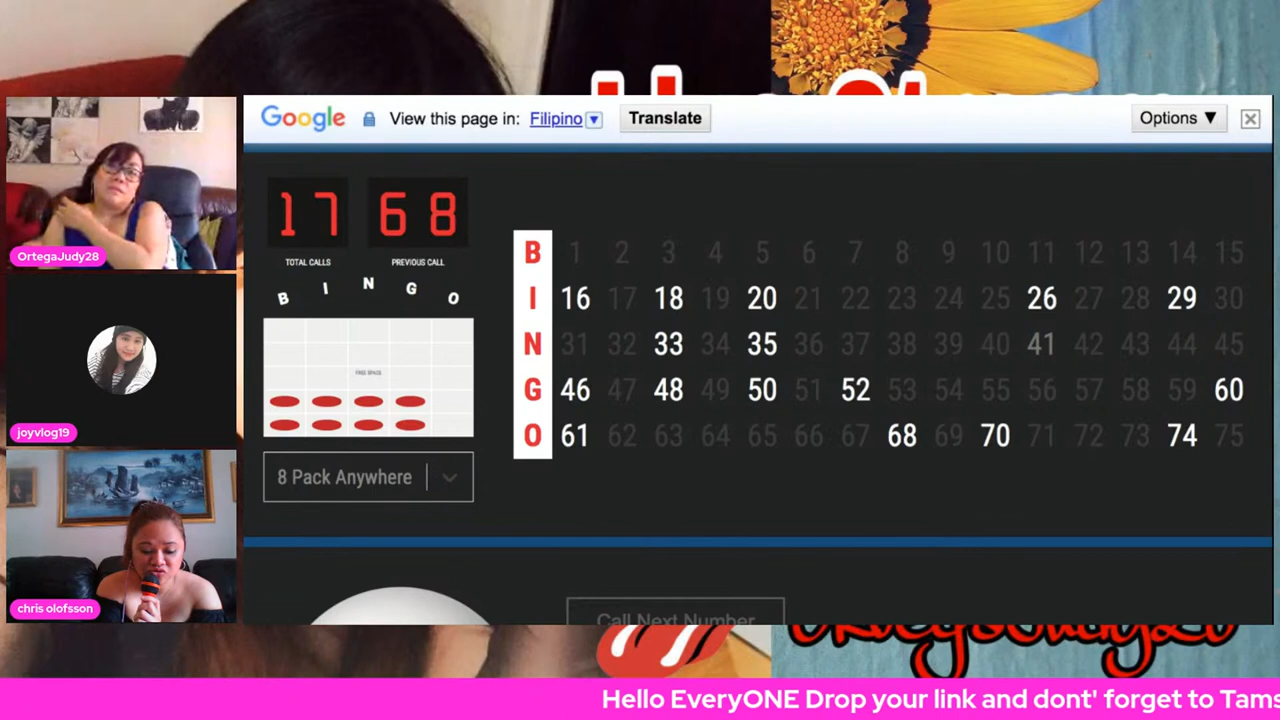 Google View this page in: Filipino Translate Options ▼
17 68
TOTAL CALLS PREVIOUS CALL
B I N G O
FREE SPACE
8 Pack Anywhere
B 1 2 3 4 5 6 7 8 9 10 11 12 13 14 15
I 16 17 18 19 20 21 22 23 24 25 26 27 28 29 30
N 31 32 33 34 35 36 37 38 39 40 41 42 43 44 45
G 46 47 48 49 50 51 52 53 54 55 56 57 58 59 60
O 61 62 63 64 65 66 67 68 69 70 71 72 73 74 75
Call Next Number
OrtegaJudy28
joyvlog19
chris olofsson
Hello EveryONE Drop your link and dont' forget to Tams